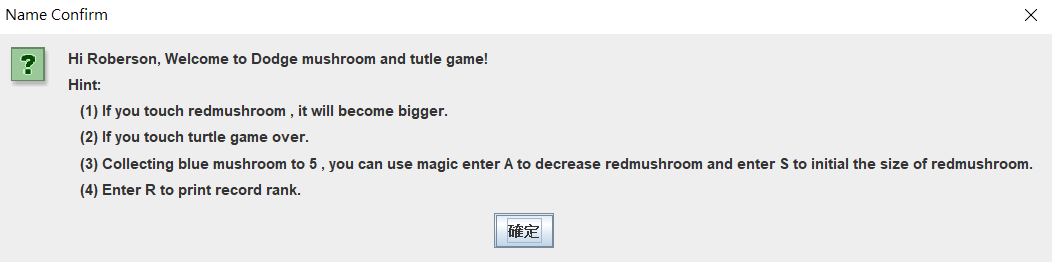 Name Confirm
?
Hi Roberson, Welcome to Dodge mushroom and tutle game!
Hint:
(1) If you touch redmushroom , it will become bigger.
(2) If you touch turtle game over.
(3) Collecting blue mushroom to 5 , you can use magic enter A to decrease redmushroom and enter S to initial the size of redmushroom.
(4) Enter R to print record rank.
確定